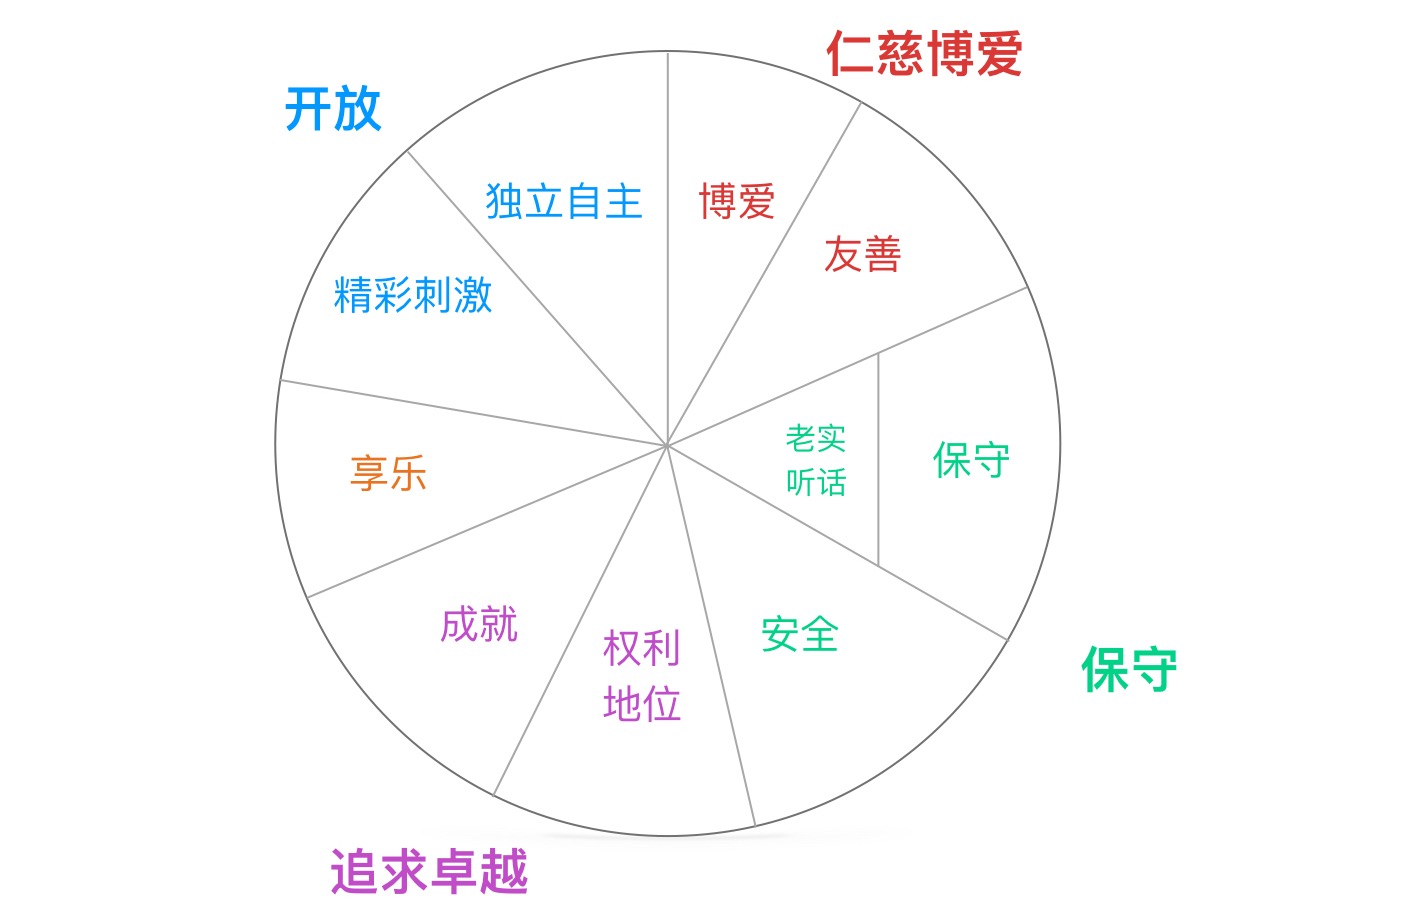 仁慈博爱
开放
独立自主
博爱
友善
精彩刺激
老实
听话
保守
享乐
成就
权利
地位
安全
保守
追求卓越